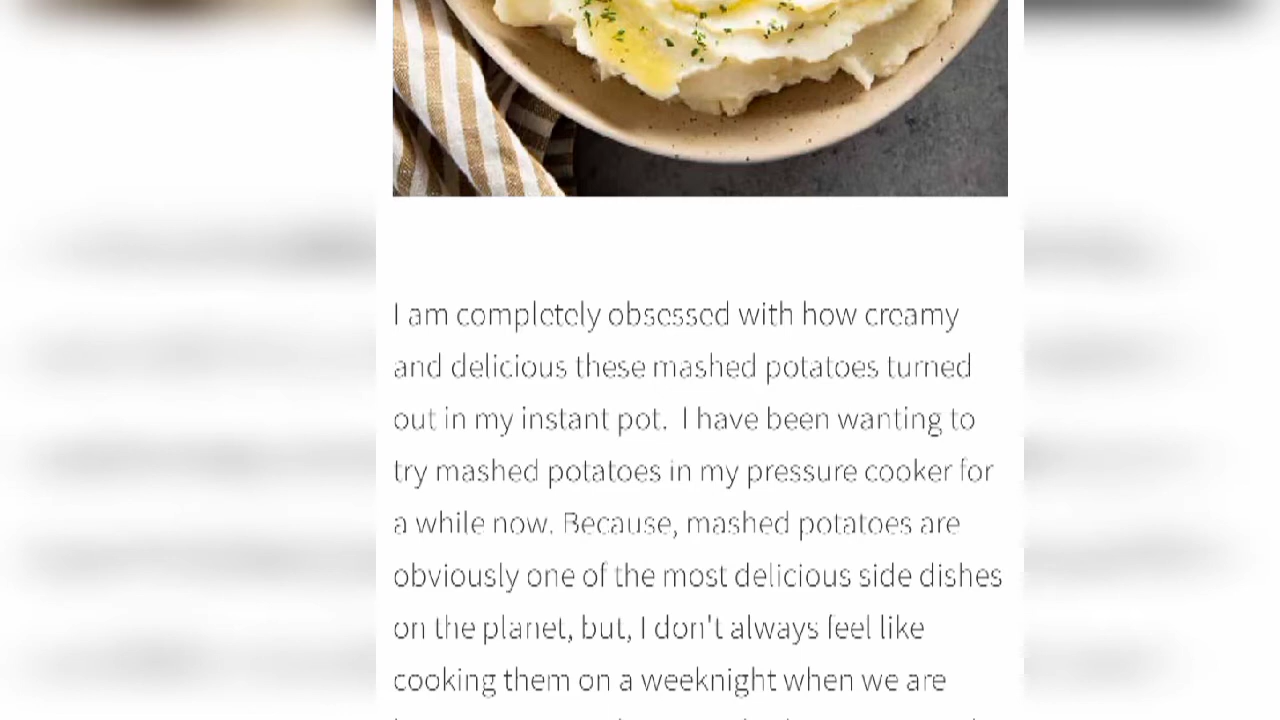 I am completely obsessed with how creamy
and delicious these mashed potatoes turned
out in my instant pot.  I have been wanting to
try mashed potatoes in my pressure cooker for
a while now. Because, mashed potatoes are
obviously one of the most delicious side dishes
on the planet, but, I don't always feel like
cooking them on a weeknight when we are